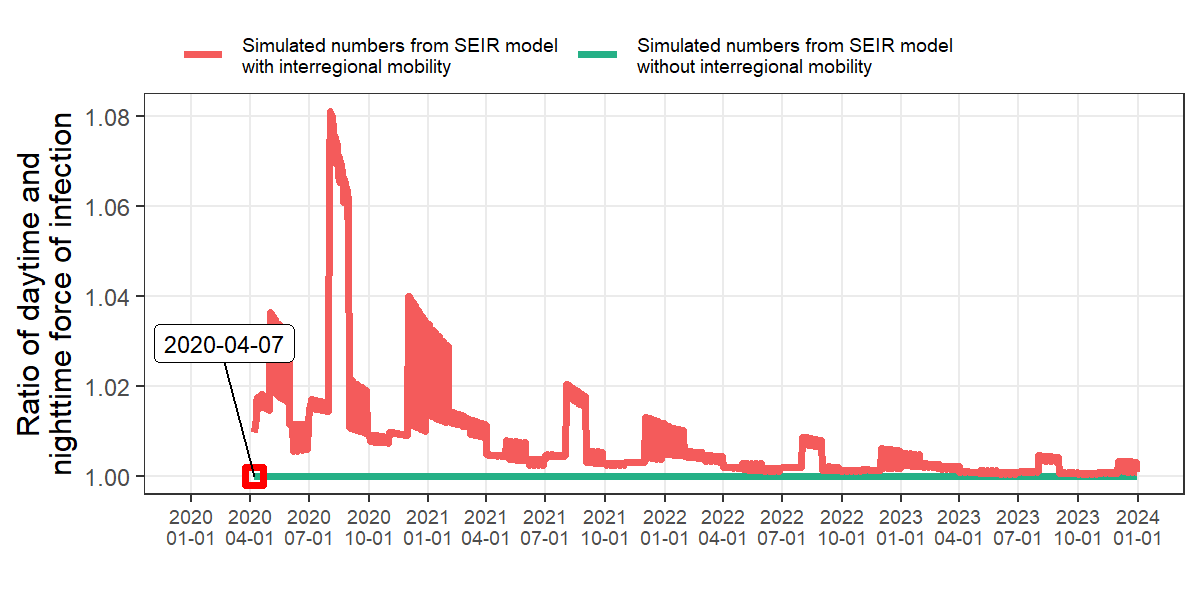 Simulated numbers from SEIR model
with interregional mobility
Simulated numbers from SEIR model
without interregional mobility
Ratio of daytime and
nighttime force of infection
1.08
1.06
1.04
1.02
1.00
2020-04-07
2020 2020 2020 2020 2021 2021 2021 2021 2022 2022 2022 2022 2023 2023 2023 2023 2024
01-01 04-01 07-01 10-01 01-01 04-01 07-01 10-01 01-01 04-01 07-01 10-01 01-01 04-01 07-01 10-01 01-01